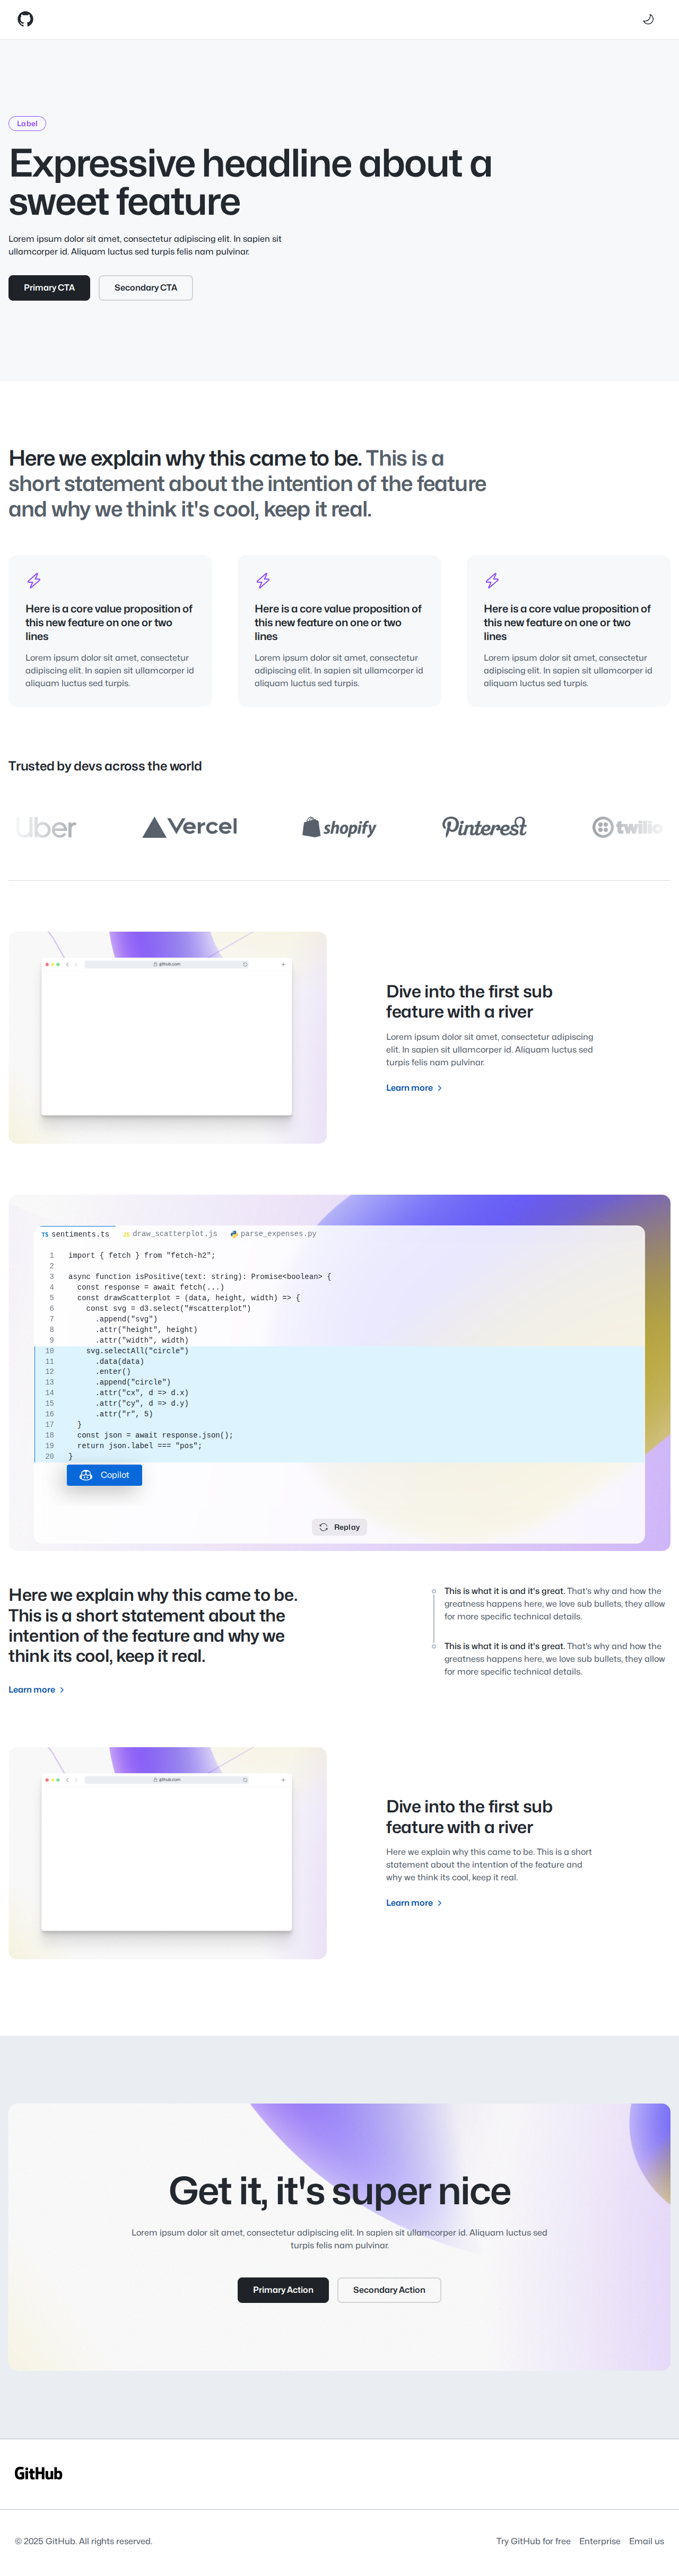 Label
Expressive headline about a
sweet feature
Lorem ipsum dolor sit amet, consectetur adipiscing elit. In sapien sit
ullamcorper id. Aliquam luctus sed turpis felis nam pulvinar.
Primary CTA
Secondary CTA
Here we explain why this came to be. This is a
short statement about the intention of the feature
and why we think it's cool, keep it real.
Here is a core value proposition of
this new feature on one or two
lines
Lorem ipsum dolor sit amet, consectetur
adipiscing elit. In sapien sit ullamcorper id
aliquam luctus sed turpis.
Here is a core value proposition of
this new feature on one or two
lines
Lorem ipsum dolor sit amet, consectetur
adipiscing elit. In sapien sit ullamcorper id
aliquam luctus sed turpis.
Here is a core value proposition of
this new feature on one or two
lines
Lorem ipsum dolor sit amet, consectetur
adipiscing elit. In sapien sit ullamcorper id
aliquam luctus sed turpis.
Trusted by devs across the world
Uber
Vercel
shopify
Pinterest
twilio
github.com
Dive into the first sub
feature with a river
Lorem ipsum dolor sit amet, consectetur adipiscing
elit. In sapien sit ullamcorper id. Aliquam luctus sed
turpis felis nam pulvinar.
Learn more
TS sentiments.ts
JS draw_scatterplot.js
parse_expenses.py
1 import { fetch } from "fetch-h2";
2
3 async function isPositive(text: string): Promise<boolean> {
4 const response = await fetch(...)
5 const drawScatterplot = (data, height, width) => {
6 const svg = d3.select("#scatterplot")
7 .append("svg")
8 .attr("height", height)
9 .attr("width", width)
10 svg.selectAll("circle")
11 .data(data)
12 .enter()
13 .append("circle")
14 .attr("cx", d => d.x)
15 .attr("cy", d => d.y)
16 .attr("r", 5)
17 }
18 const json = await response.json();
19 return json.label === "pos";
20 }
Copilot
Replay
Here we explain why this came to be.
This is a short statement about the
intention of the feature and why we
think its cool, keep it real.
Learn more
This is what it is and it's great. That's why and how the
greatness happens here, we love sub bullets, they allow
for more specific technical details.
This is what it is and it's great. That's why and how the
greatness happens here, we love sub bullets, they allow
for more specific technical details.
github.com
Dive into the first sub
feature with a river
Here we explain why this came to be. This is a short
statement about the intention of the feature and
why we think its cool, keep it real.
Learn more
Get it, it's super nice
Lorem ipsum dolor sit amet, consectetur adipiscing elit. In sapien sit ullamcorper id. Aliquam luctus sed
turpis felis nam pulvinar.
Primary Action
Secondary Action
GitHub
© 2025 GitHub. All rights reserved.
Try GitHub for free
Enterprise
Email us